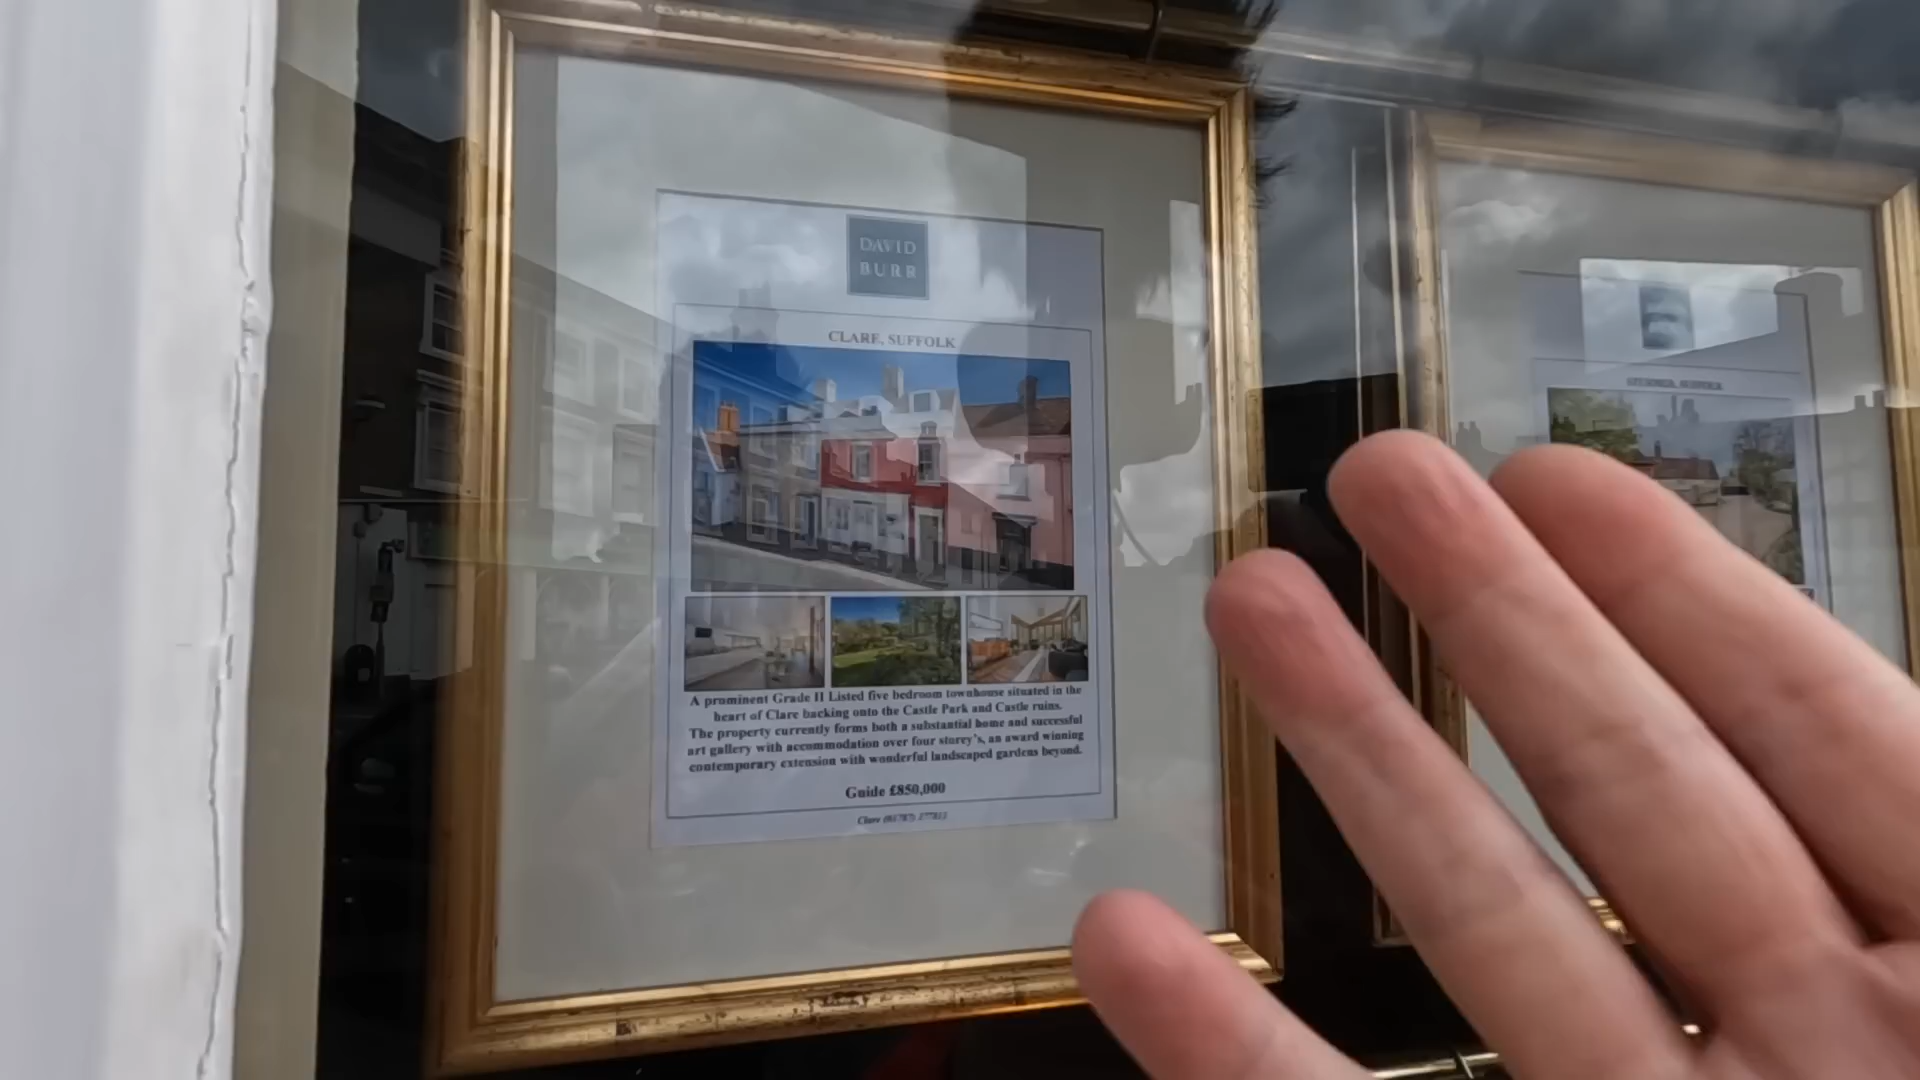 DAVID
BURR
CLARE, SUFFOLK
A prominent Grade II Listed five bedroom townhouse situated in the
heart of Clare backing onto the Castle Park and Castle ruins.
The property currently forms both a substantial home and successful
art gallery with accommodation over four storey's, an award winning
contemporary extension with wonderful landscaped gardens beyond.
Guide £850,000
Clare
SUFFOLK